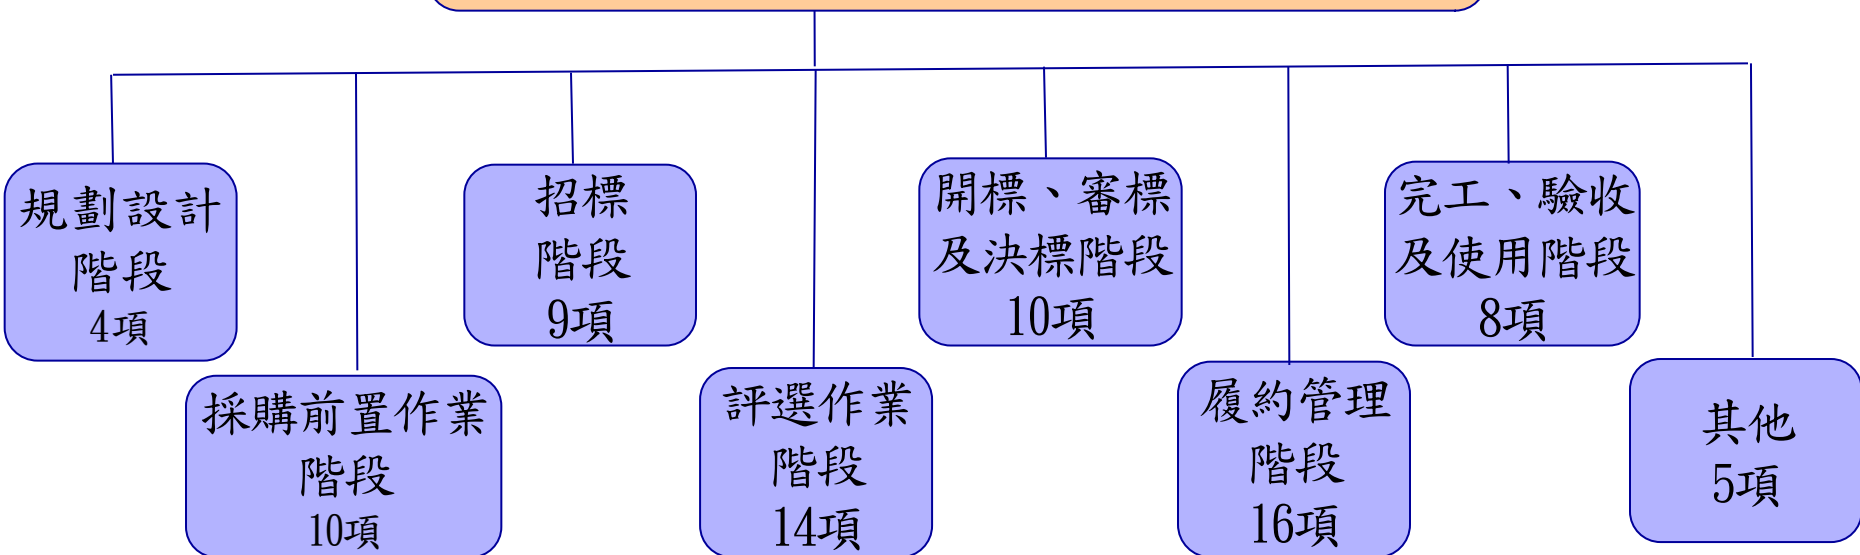 規劃設計
階段
4項
採購前置作業
階段
10項
招標
階段
9項
評選作業
階段
14項
開標、審標
及決標階段
10項
履約管理
階段
16項
完工、驗收
及使用階段
8項
其他
5項